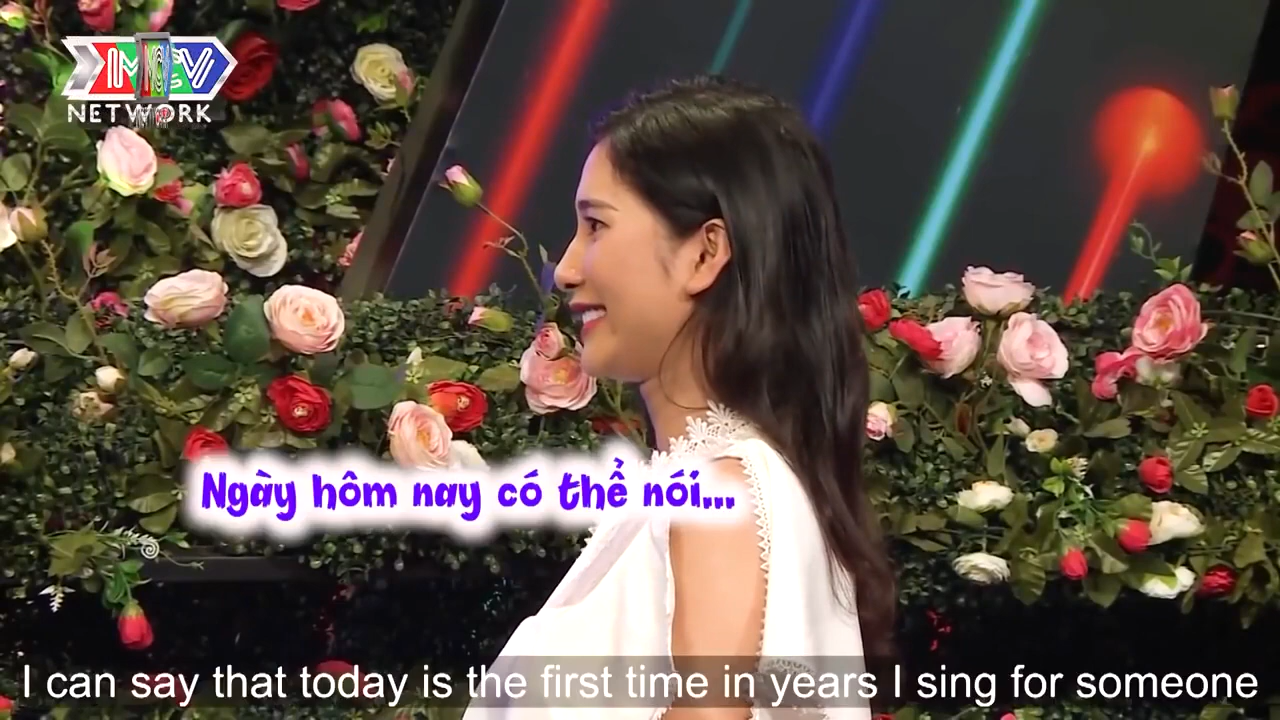 NETWORK
Ngày hôm nay có thể nói...
I can say that today is the first time in years I sing for someone